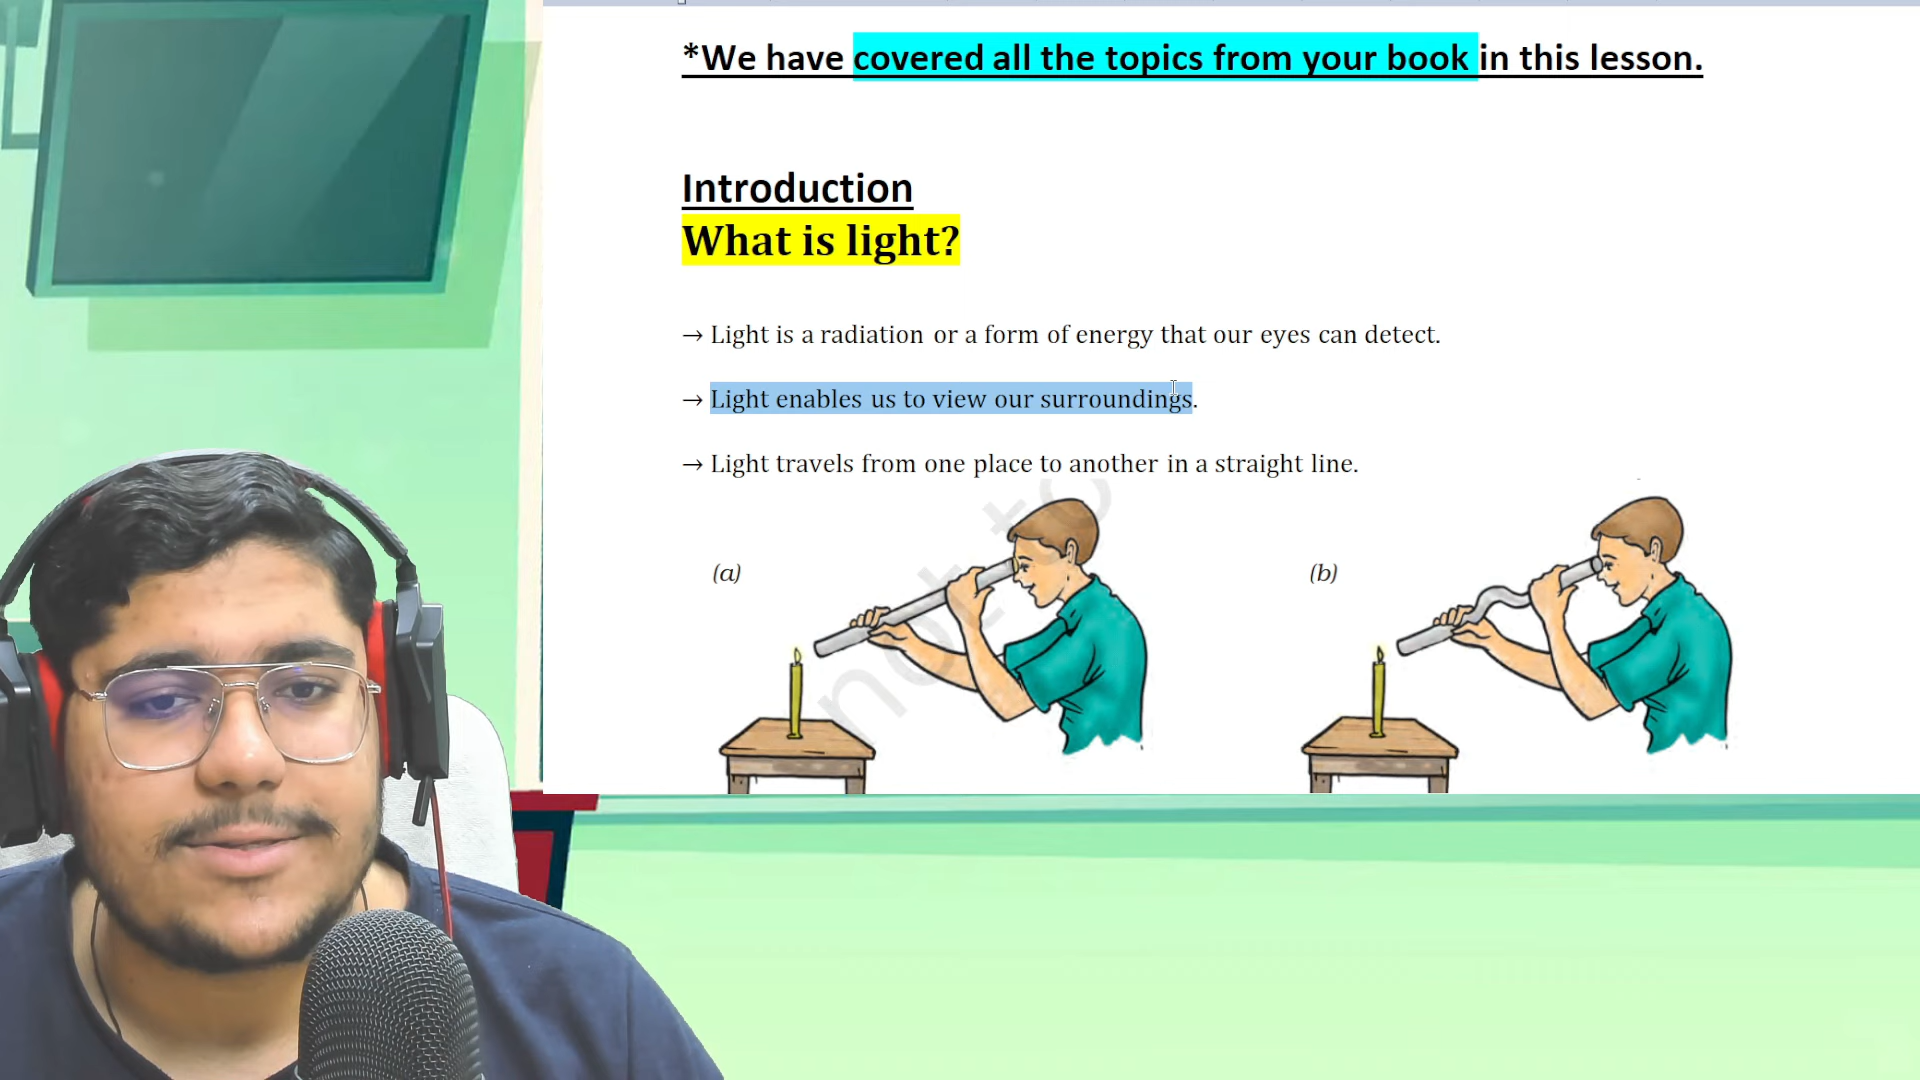 *We have covered all the topics from your book in this lesson.
Introduction
What is light?
→ Light is a radiation or a form of energy that our eyes can detect.
→ Light enables us to view our surroundings.
→ Light travels from one place to another in a straight line.
(a)
(b)
not to